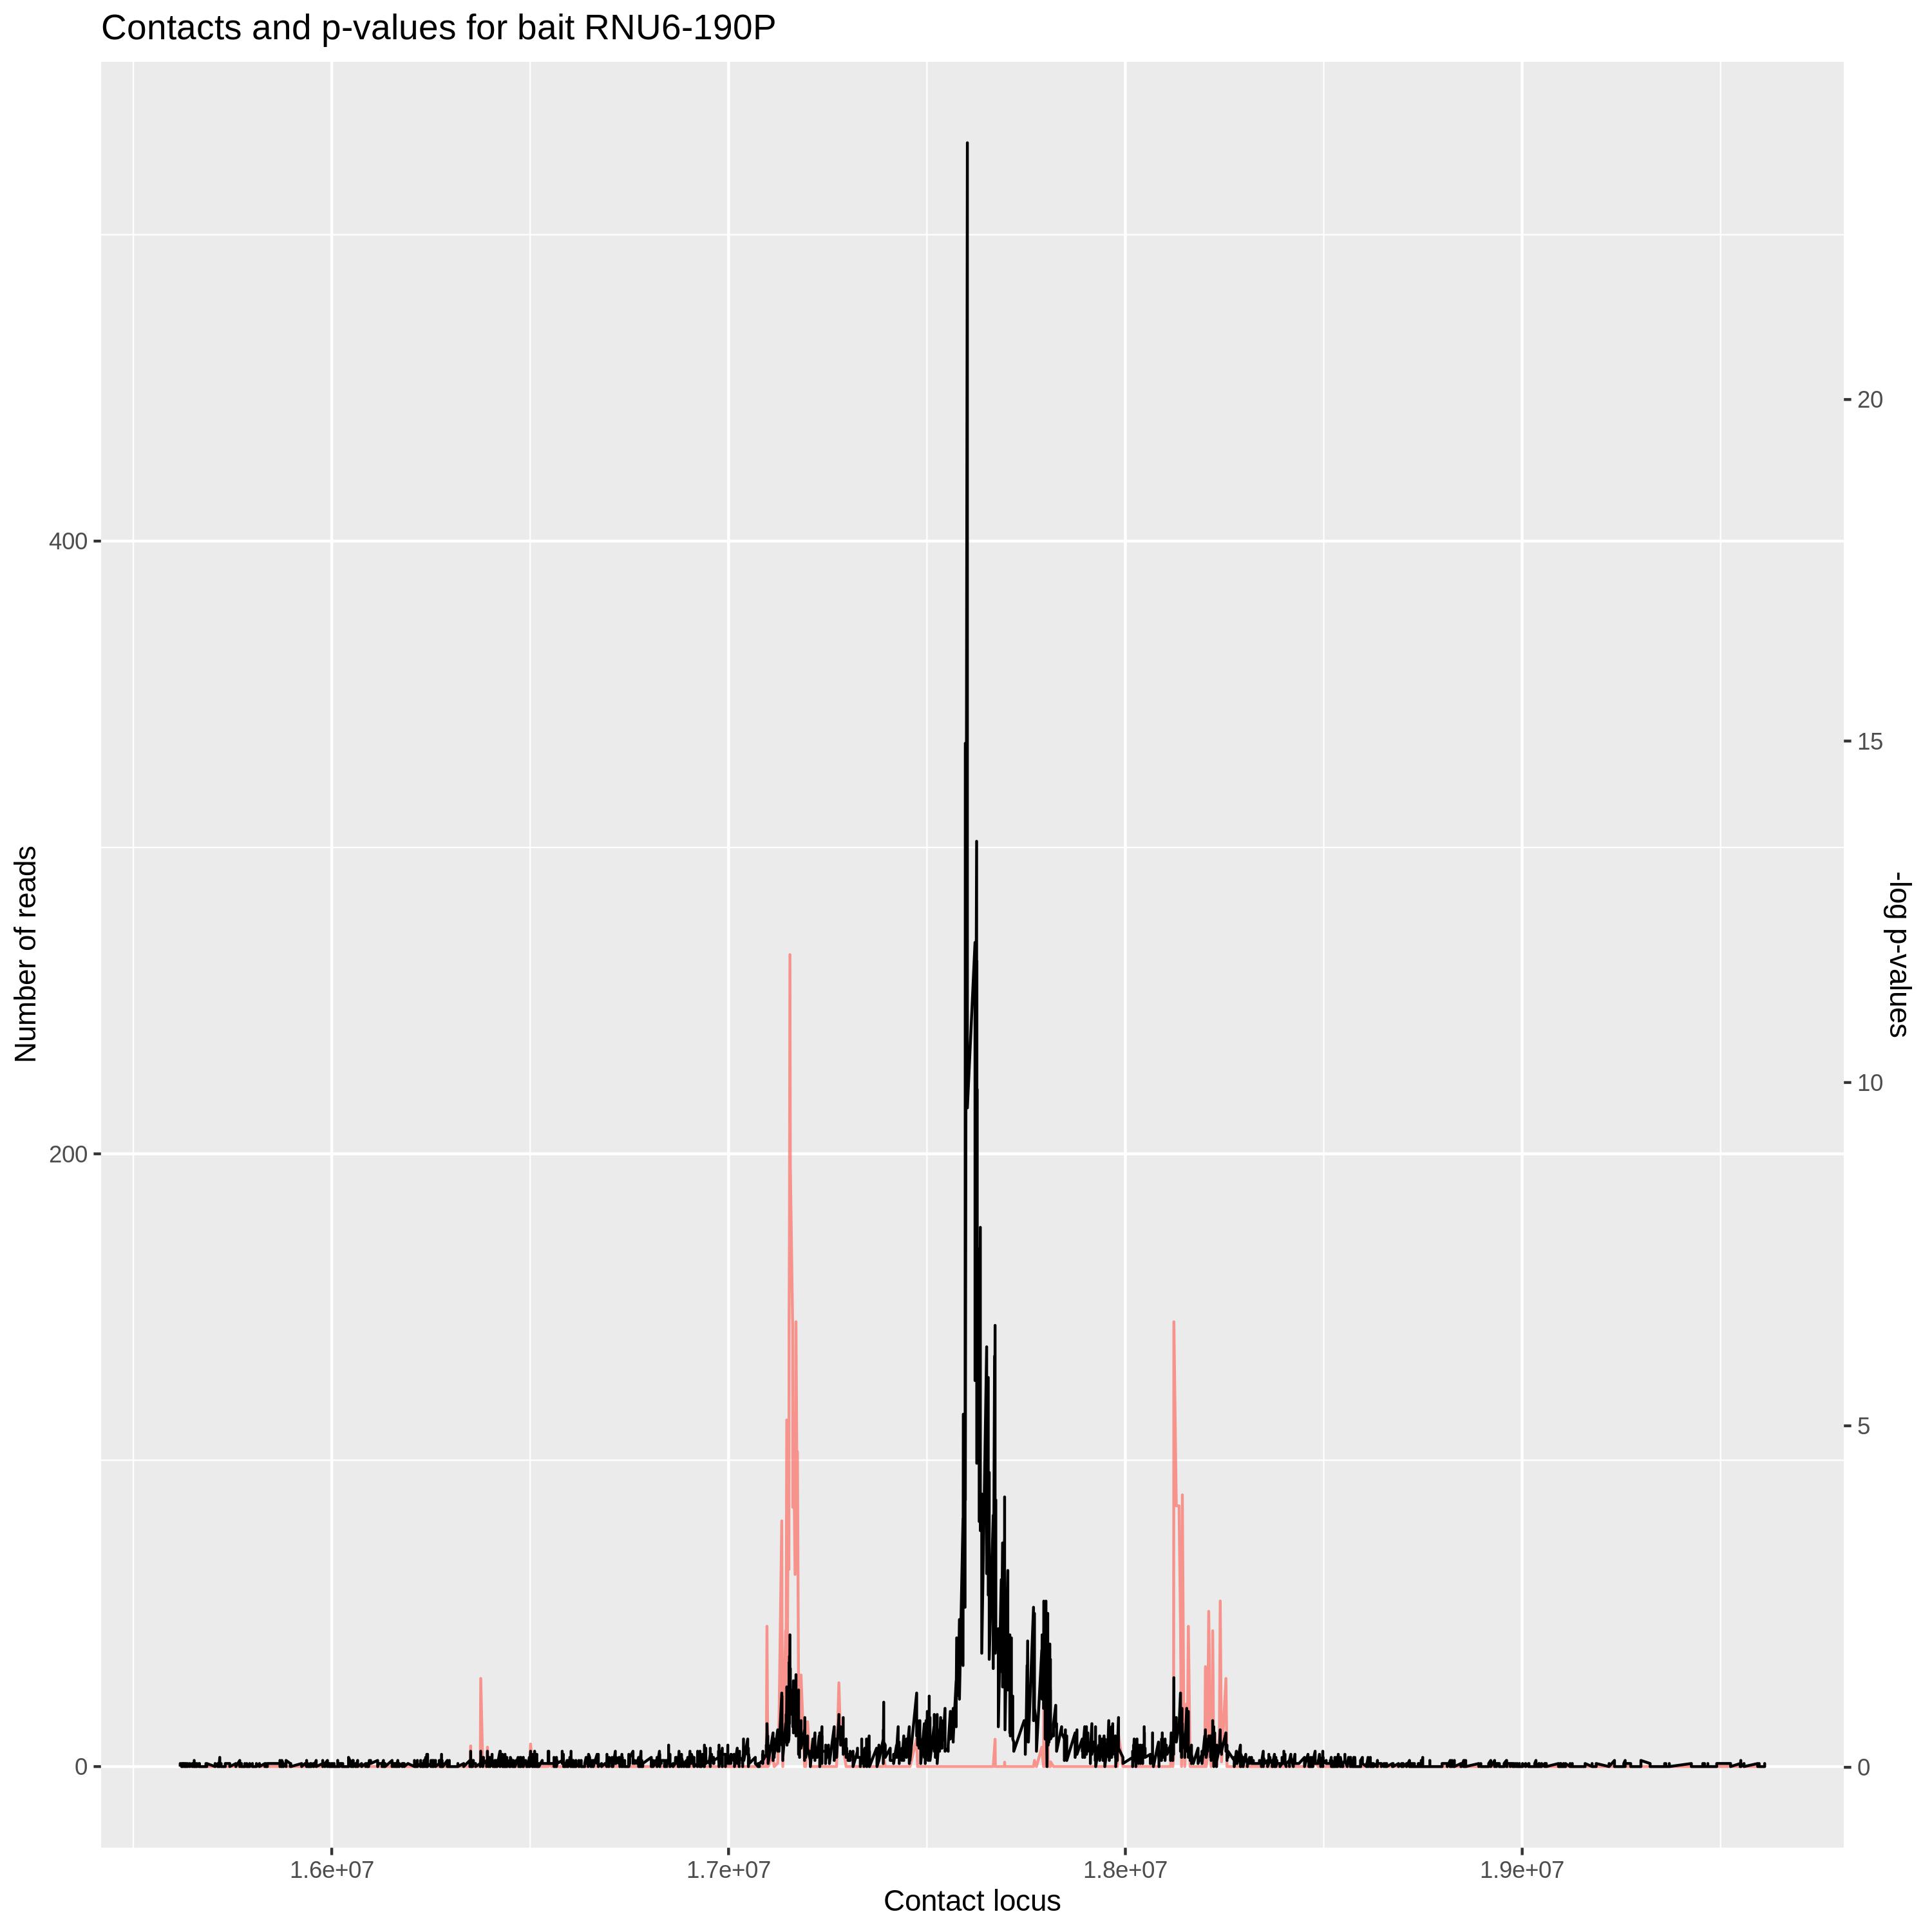 Contacts and p-values for bait RNU6-190P
Number of reads
400
200
0
20
15
10
5
0
-log p-values
1.6e+07
1.7e+07
1.8e+07
1.9e+07
Contact locus